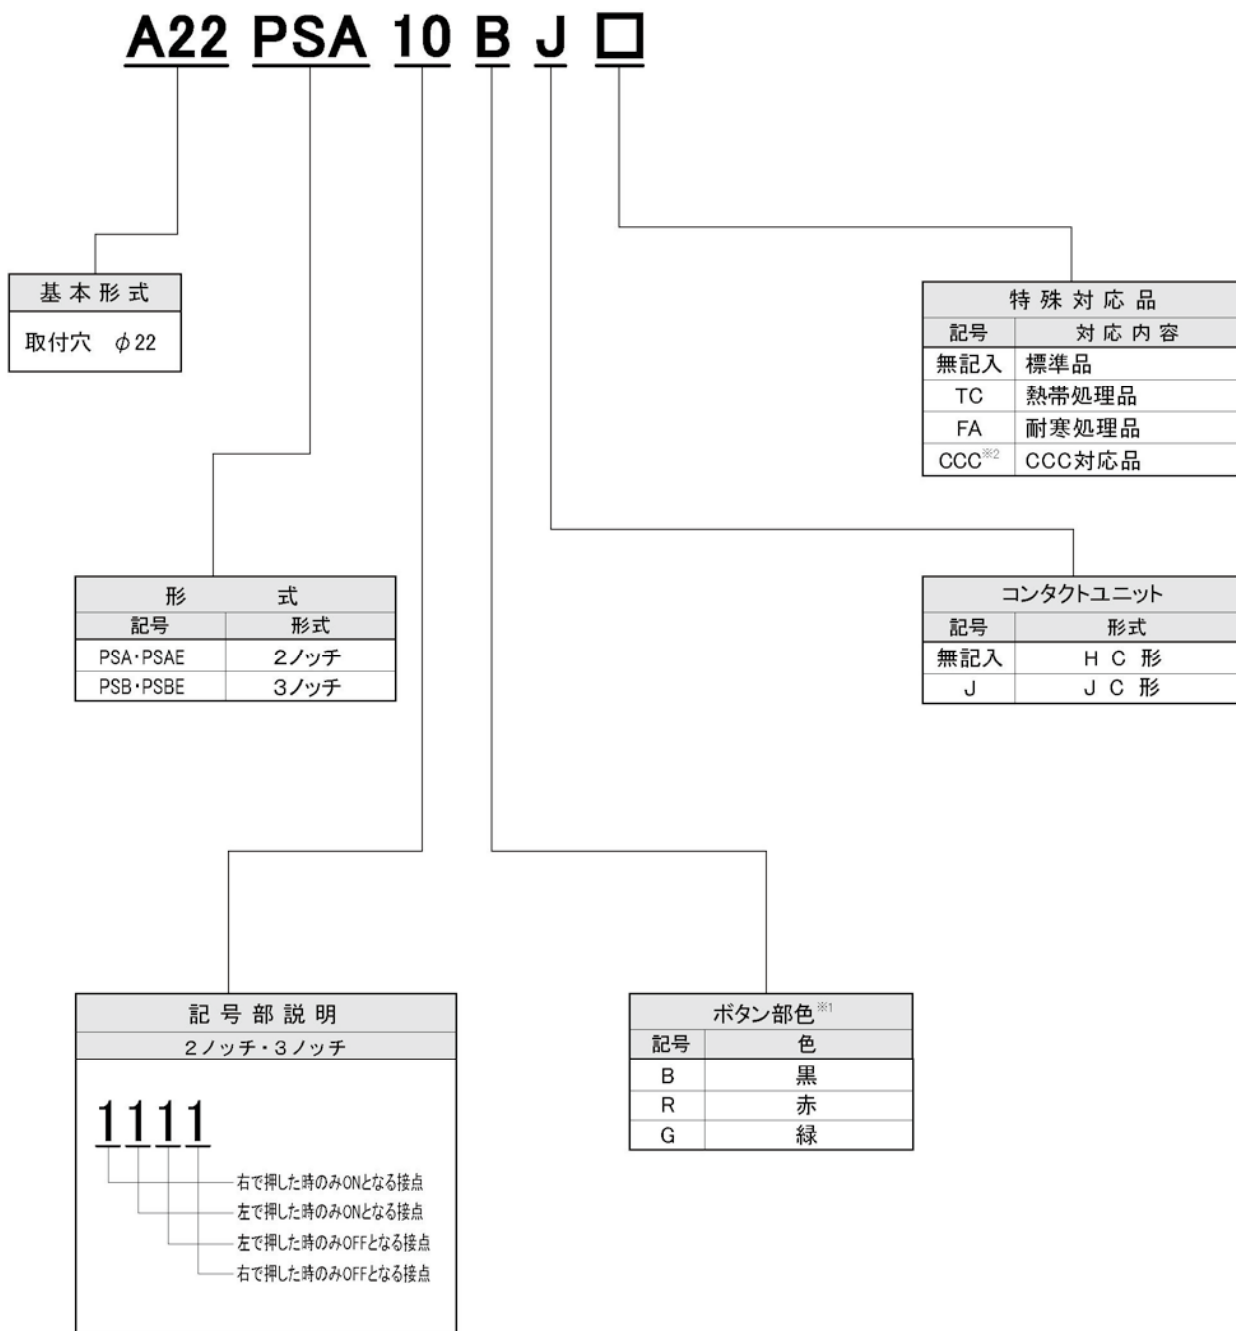 A22 PSA 10 B J □
基本形式
取付穴 φ22
特殊対応品
記号 対応内容
無記入 標準品
TC 熱帯処理品
FA 耐寒処理品
CCC※2 CCC対応品
形式
記号 形式
PSA・PSAE 2ノッチ
PSB・PSBE 3ノッチ
コンタクトユニット
記号 形式
無記入 HC形
J JC形
記号部説明
2ノッチ・3ノッチ
1111
右で押した時のみONとなる接点
左で押した時のみONとなる接点
左で押した時のみOFFとなる接点
右で押した時のみOFFとなる接点
ボタン部色※1
記号 色
B 黒
R 赤
G 緑